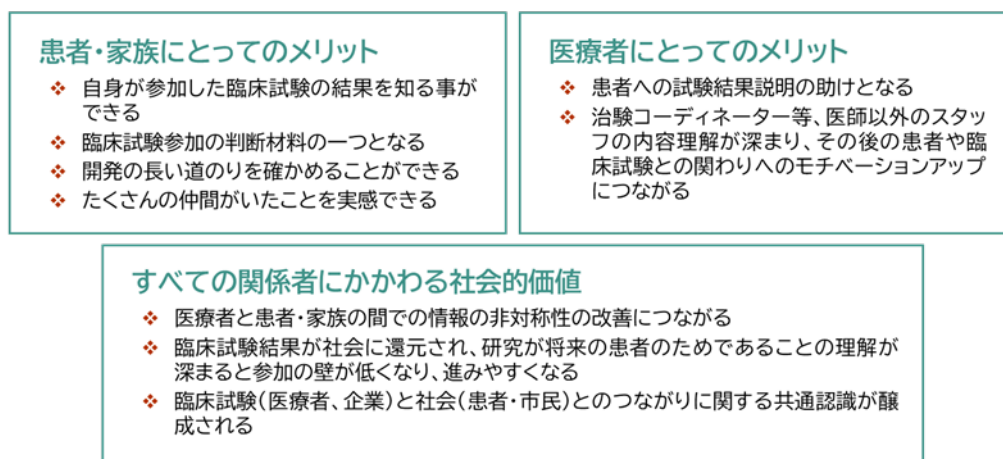 患者・家族にとってのメリット
❖ 自身が参加した臨床試験の結果を知る事が
できる
❖ 臨床試験参加の判断材料の一つとなる
❖ 開発の長い道のりを確かめることができる
❖ たくさんの仲間がいたことを実感できる
医療者にとってのメリット
❖ 患者への試験結果説明の助けとなる
❖ 治験コーディネーター等、医師以外のスタッ
フの内容理解が深まり、その後の患者や臨
床試験との関わりへのモチベーションアップ
につながる
すべての関係者にかかわる社会的価値
❖ 医療者と患者・家族の間での情報の非対称性の改善につながる
❖ 臨床試験結果が社会に還元され、研究が将来の患者のためであることの理解が
深まると参加の壁が低くなり、進みやすくなる
❖ 臨床試験(医療者、企業)と社会(患者・市民)とのつながりに関する共通認識が醸
成される